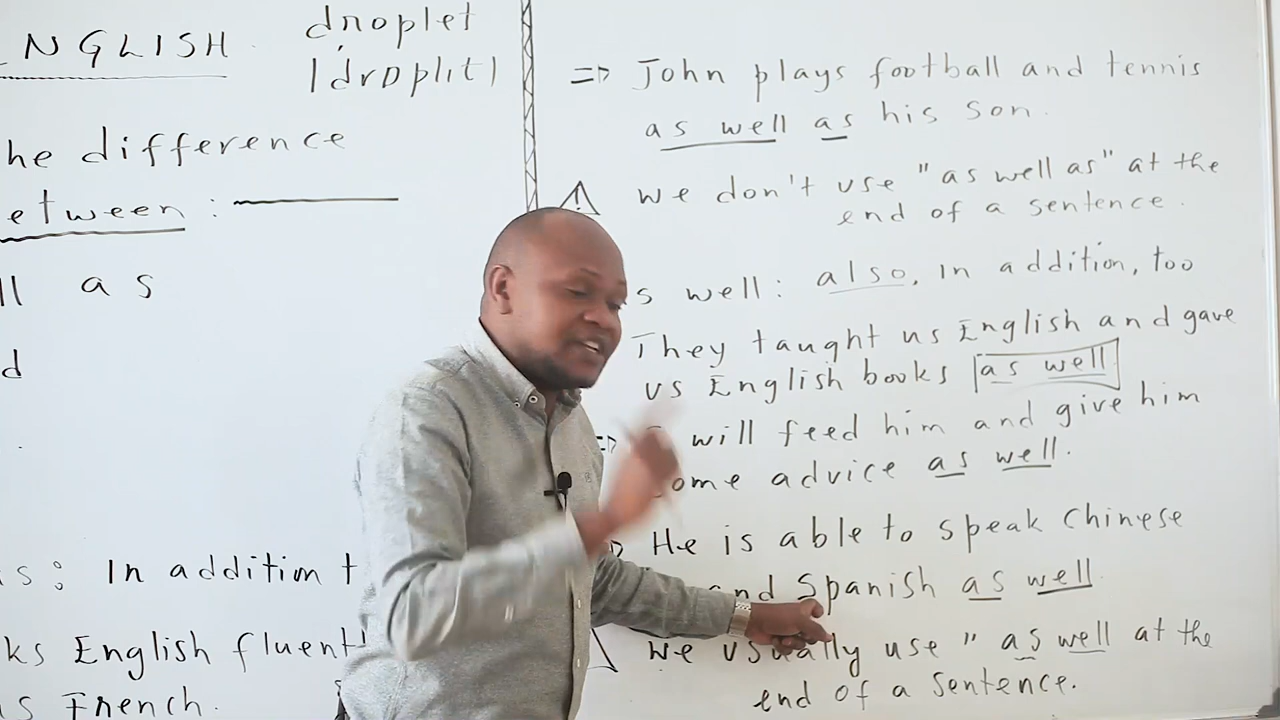 NGLISH
droplet
/droplit/
he difference
etween :
ll as
d
is : In addition t
ks English fluentl
s French.
=> John plays football and tennis
as well as his son.
! we don't use "as well as" at the
end of a sentence.
s well : also, in addition, too
They taught us English and gave
us English books as well
=> will feed him and give him
ome advice as well.
He is able to speak Chinese
and Spanish as well.
we usually use " as well at the
end of a sentence.